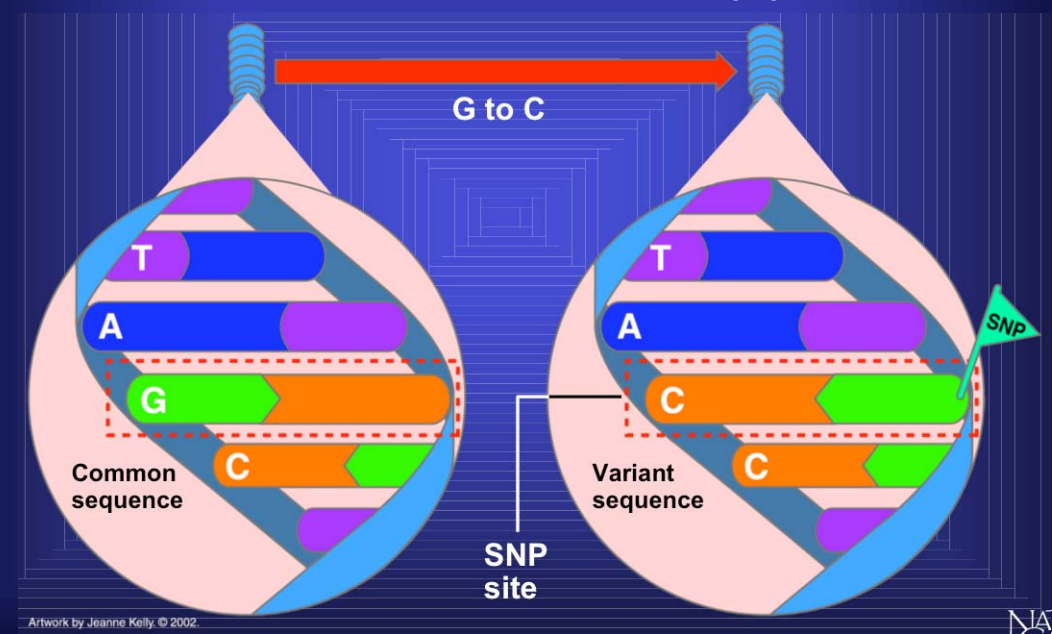 G to C
T
A
G
C
Common
sequence
T
A
C
C
Variant
sequence
SNP
SNP
site
Artwork by Jeanne Kelly. © 2002.